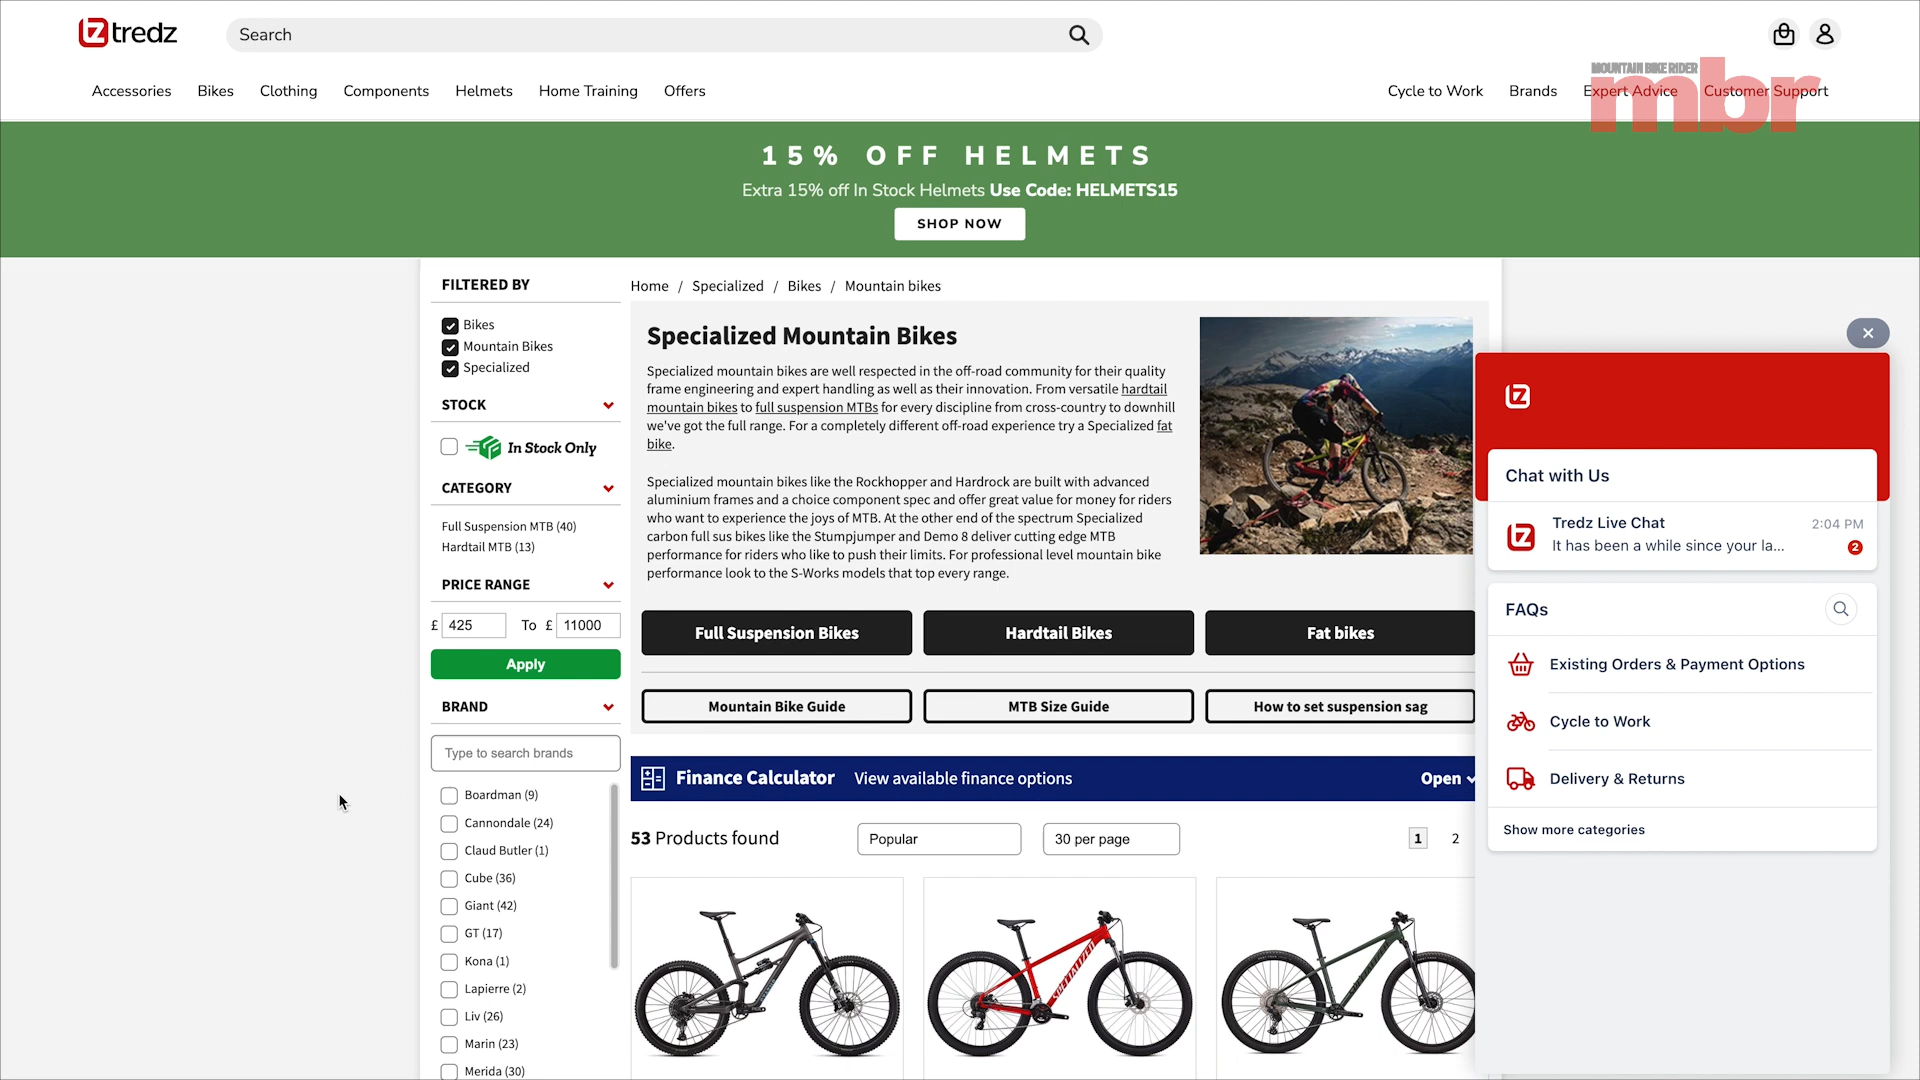 tredz
Search
MOUNTAIN BIKE RIDER
mbr
Accessories
Bikes
Clothing
Components
Helmets
Home Training
Offers
Cycle to Work
Brands
Expert Advice
Customer Support
15% OFF HELMETS
Extra 15% off In Stock Helmets Use Code: HELMETS15
SHOP NOW
FILTERED BY
Bikes
Mountain Bikes
Specialized
STOCK
In Stock Only
CATEGORY
Full Suspension MTB (40)
Hardtail MTB (13)
PRICE RANGE
£ 425 To £ 11000
Apply
BRAND
Type to search brands
Boardman (9)
Cannondale (24)
Claud Butler (1)
Cube (36)
Giant (42)
GT (17)
Kona (1)
Lapierre (2)
Liv (26)
Marin (23)
Merida (30)
Home / Specialized / Bikes / Mountain bikes
Specialized Mountain Bikes
Specialized mountain bikes are well respected in the off-road community for their quality
frame engineering and expert handling as well as their innovation. From versatile hardtail
mountain bikes to full suspension MTBs for every discipline from cross-country to downhill
we've got the full range. For a completely different off-road experience try a Specialized fat
bike.
Specialized mountain bikes like the Rockhopper and Hardrock are built with advanced
aluminium frames and a choice component spec and offer great value for money for riders
who want to experience the joys of MTB. At the other end of the spectrum Specialized
carbon full sus bikes like the Stumpjumper and Demo 8 deliver cutting edge MTB
performance for riders who like to push their limits. For professional level mountain bike
performance look to the S-Works models that top every range.
Full Suspension Bikes
Hardtail Bikes
Fat bikes
Mountain Bike Guide
MTB Size Guide
How to set suspension sag
Finance Calculator View available finance options
Open
53 Products found
Popular
30 per page
1
2
SPECIALIZED
Chat with Us
Tredz Live Chat
2:04 PM
It has been a while since your la...
2
FAQs
Existing Orders & Payment Options
Cycle to Work
Delivery & Returns
Show more categories